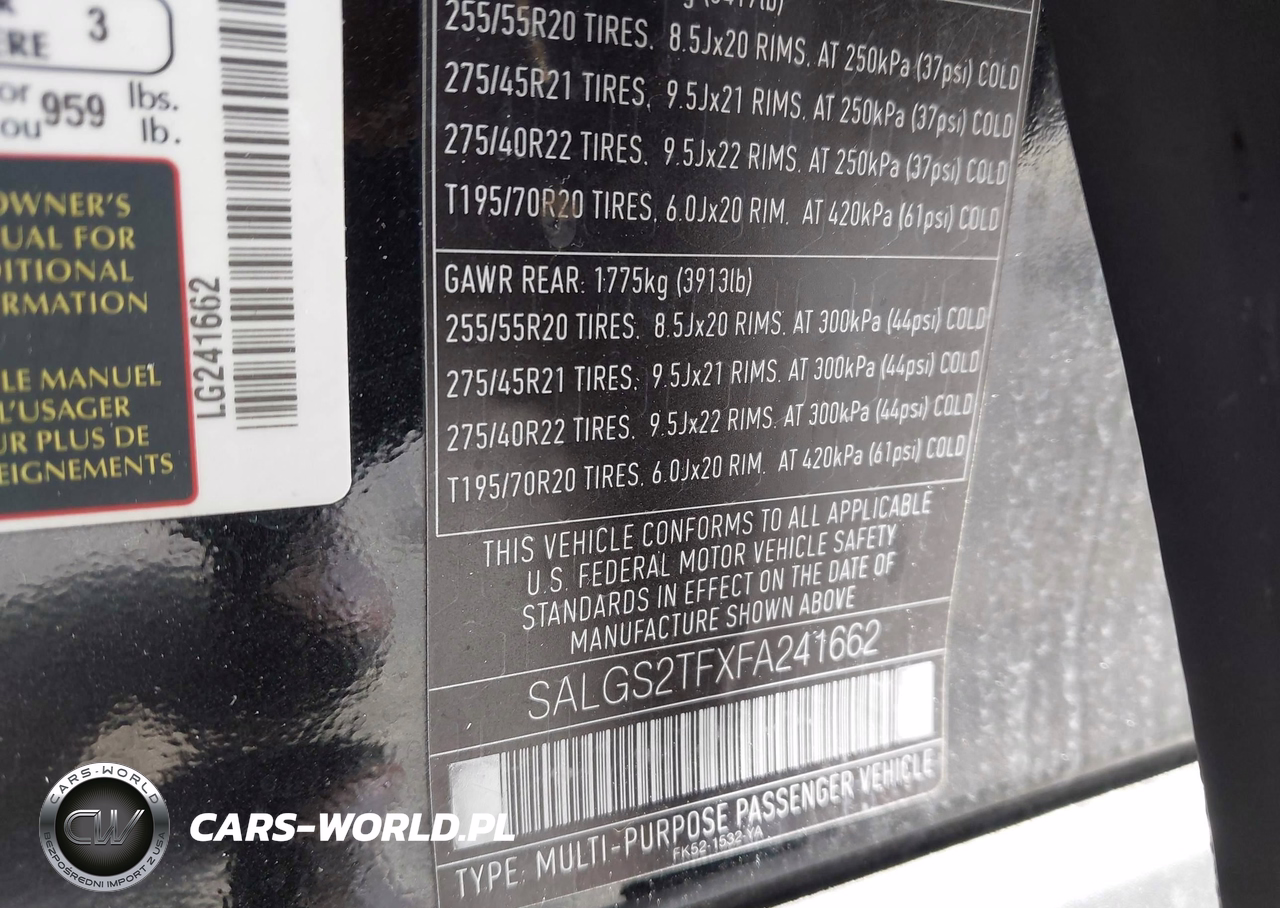 3
ERE
or
959
lbs.
ou
lb.
OWNER'S
UAL FOR
DITIONAL
RMATION
LE MANUEL
L'USAGER
UR PLUS DE
EIGNEMENTS
LG241662
255/55R20 TIRES. 8.5Jx20 RIMS. AT 250kPa (37psi) COLD
275/45R21 TIRES. 9.5Jx21 RIMS. AT 250kPa (37psi) COLD
275/40R22 TIRES. 9.5Jx22 RIMS. AT 250kPa (37psi) COLD
T195/70R20 TIRES. 6.0Jx20 RIM. AT 420kPa (61psi) COLD
GAWR REAR: 1775kg (3913lb)
255/55R20 TIRES. 8.5Jx20 RIMS. AT 300kPa (44psi) COLD
275/45R21 TIRES. 9.5Jx21 RIMS. AT 300kPa (44psi) COLD
275/40R22 TIRES. 9.5Jx22 RIMS. AT 300kPa (44psi) COLD
T195/70R20 TIRES. 6.0Jx20 RIM. AT 420kPa (61psi) COLD
THIS VEHICLE CONFORMS TO ALL APPLICABLE
U.S. FEDERAL MOTOR VEHICLE SAFETY
STANDARDS IN EFFECT ON THE DATE OF
MANUFACTURE SHOWN ABOVE
SALGS2TFXFA241662
TYPE: MULTI-PURPOSE PASSENGER VEHICLE
FK52-1532-YA
CARS-WORLD
CW
BEZPOŚREDNI IMPORT Z USA
CARS-WORLD.PL